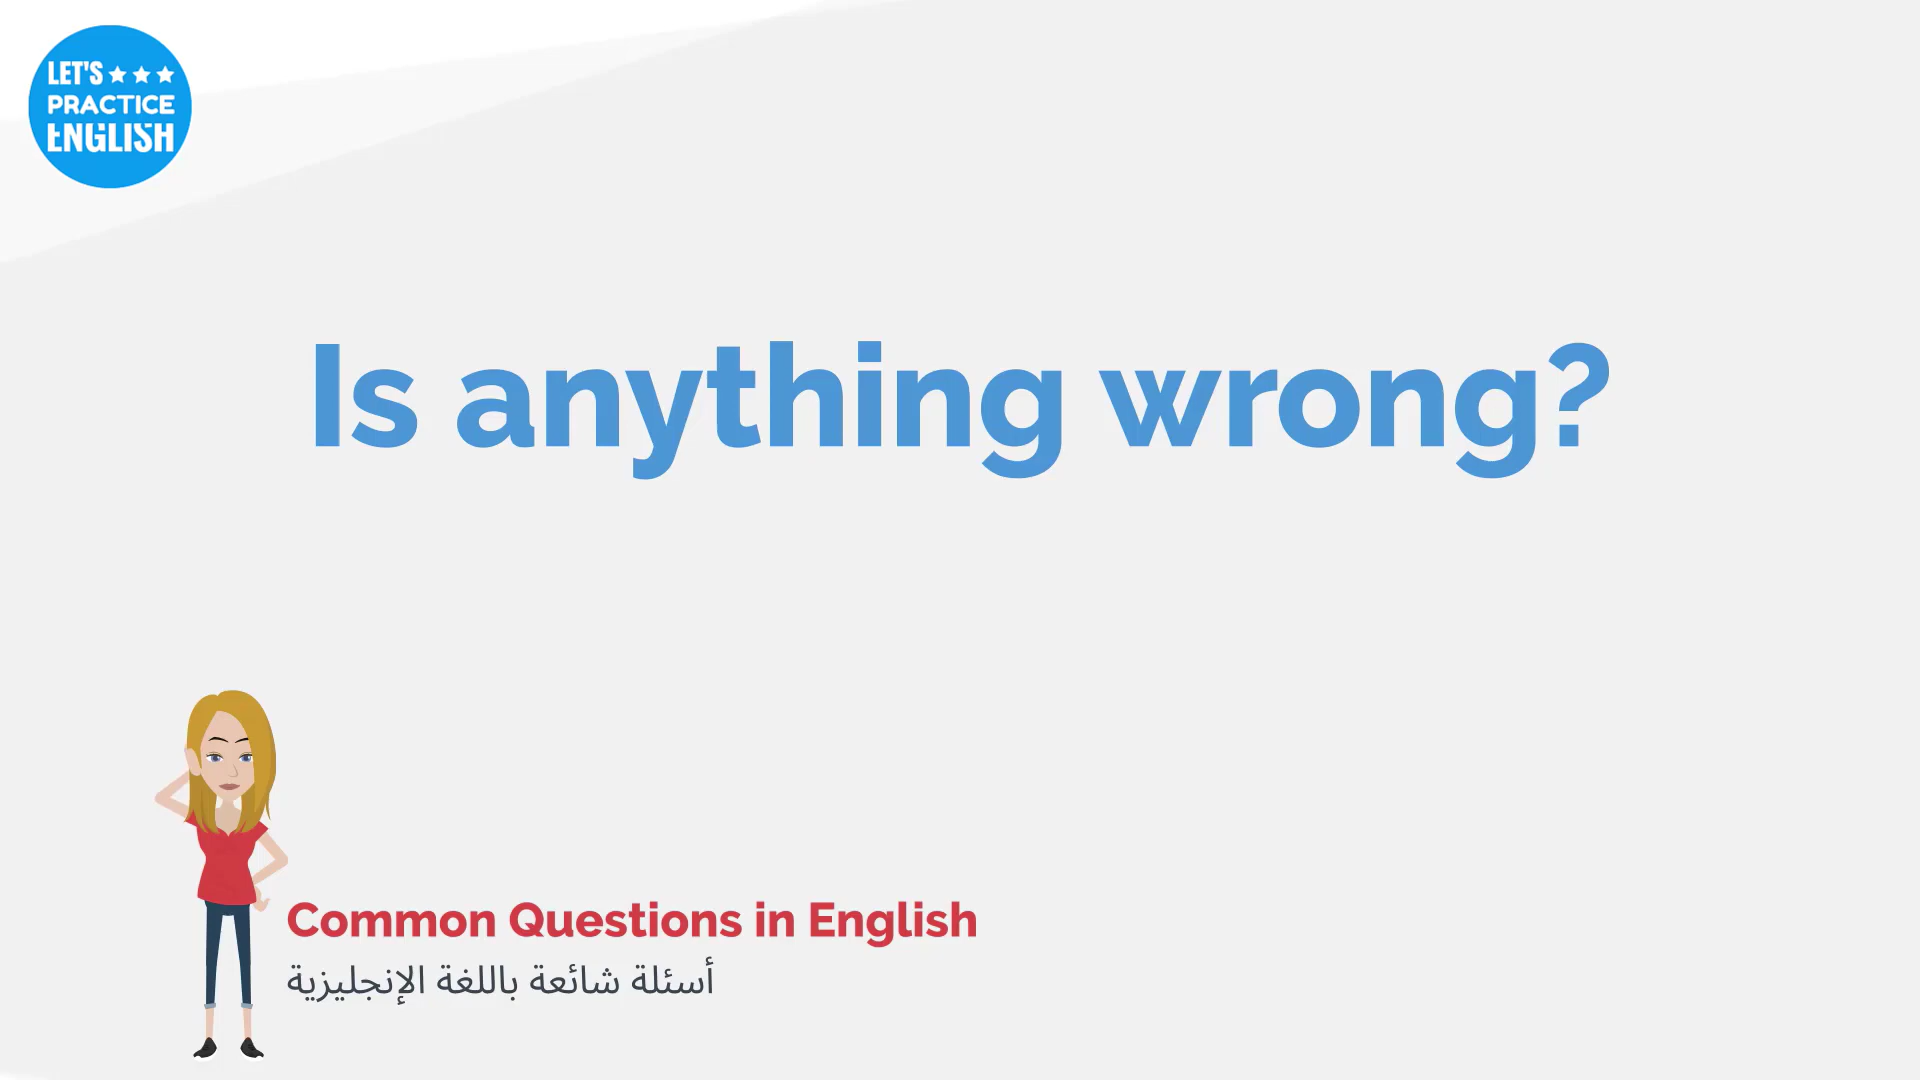 LET'S
PRACTICE
ENGLISH
Is anything wrong?
Common Questions in English
أسئلة شائعة باللغة الإنجليزية